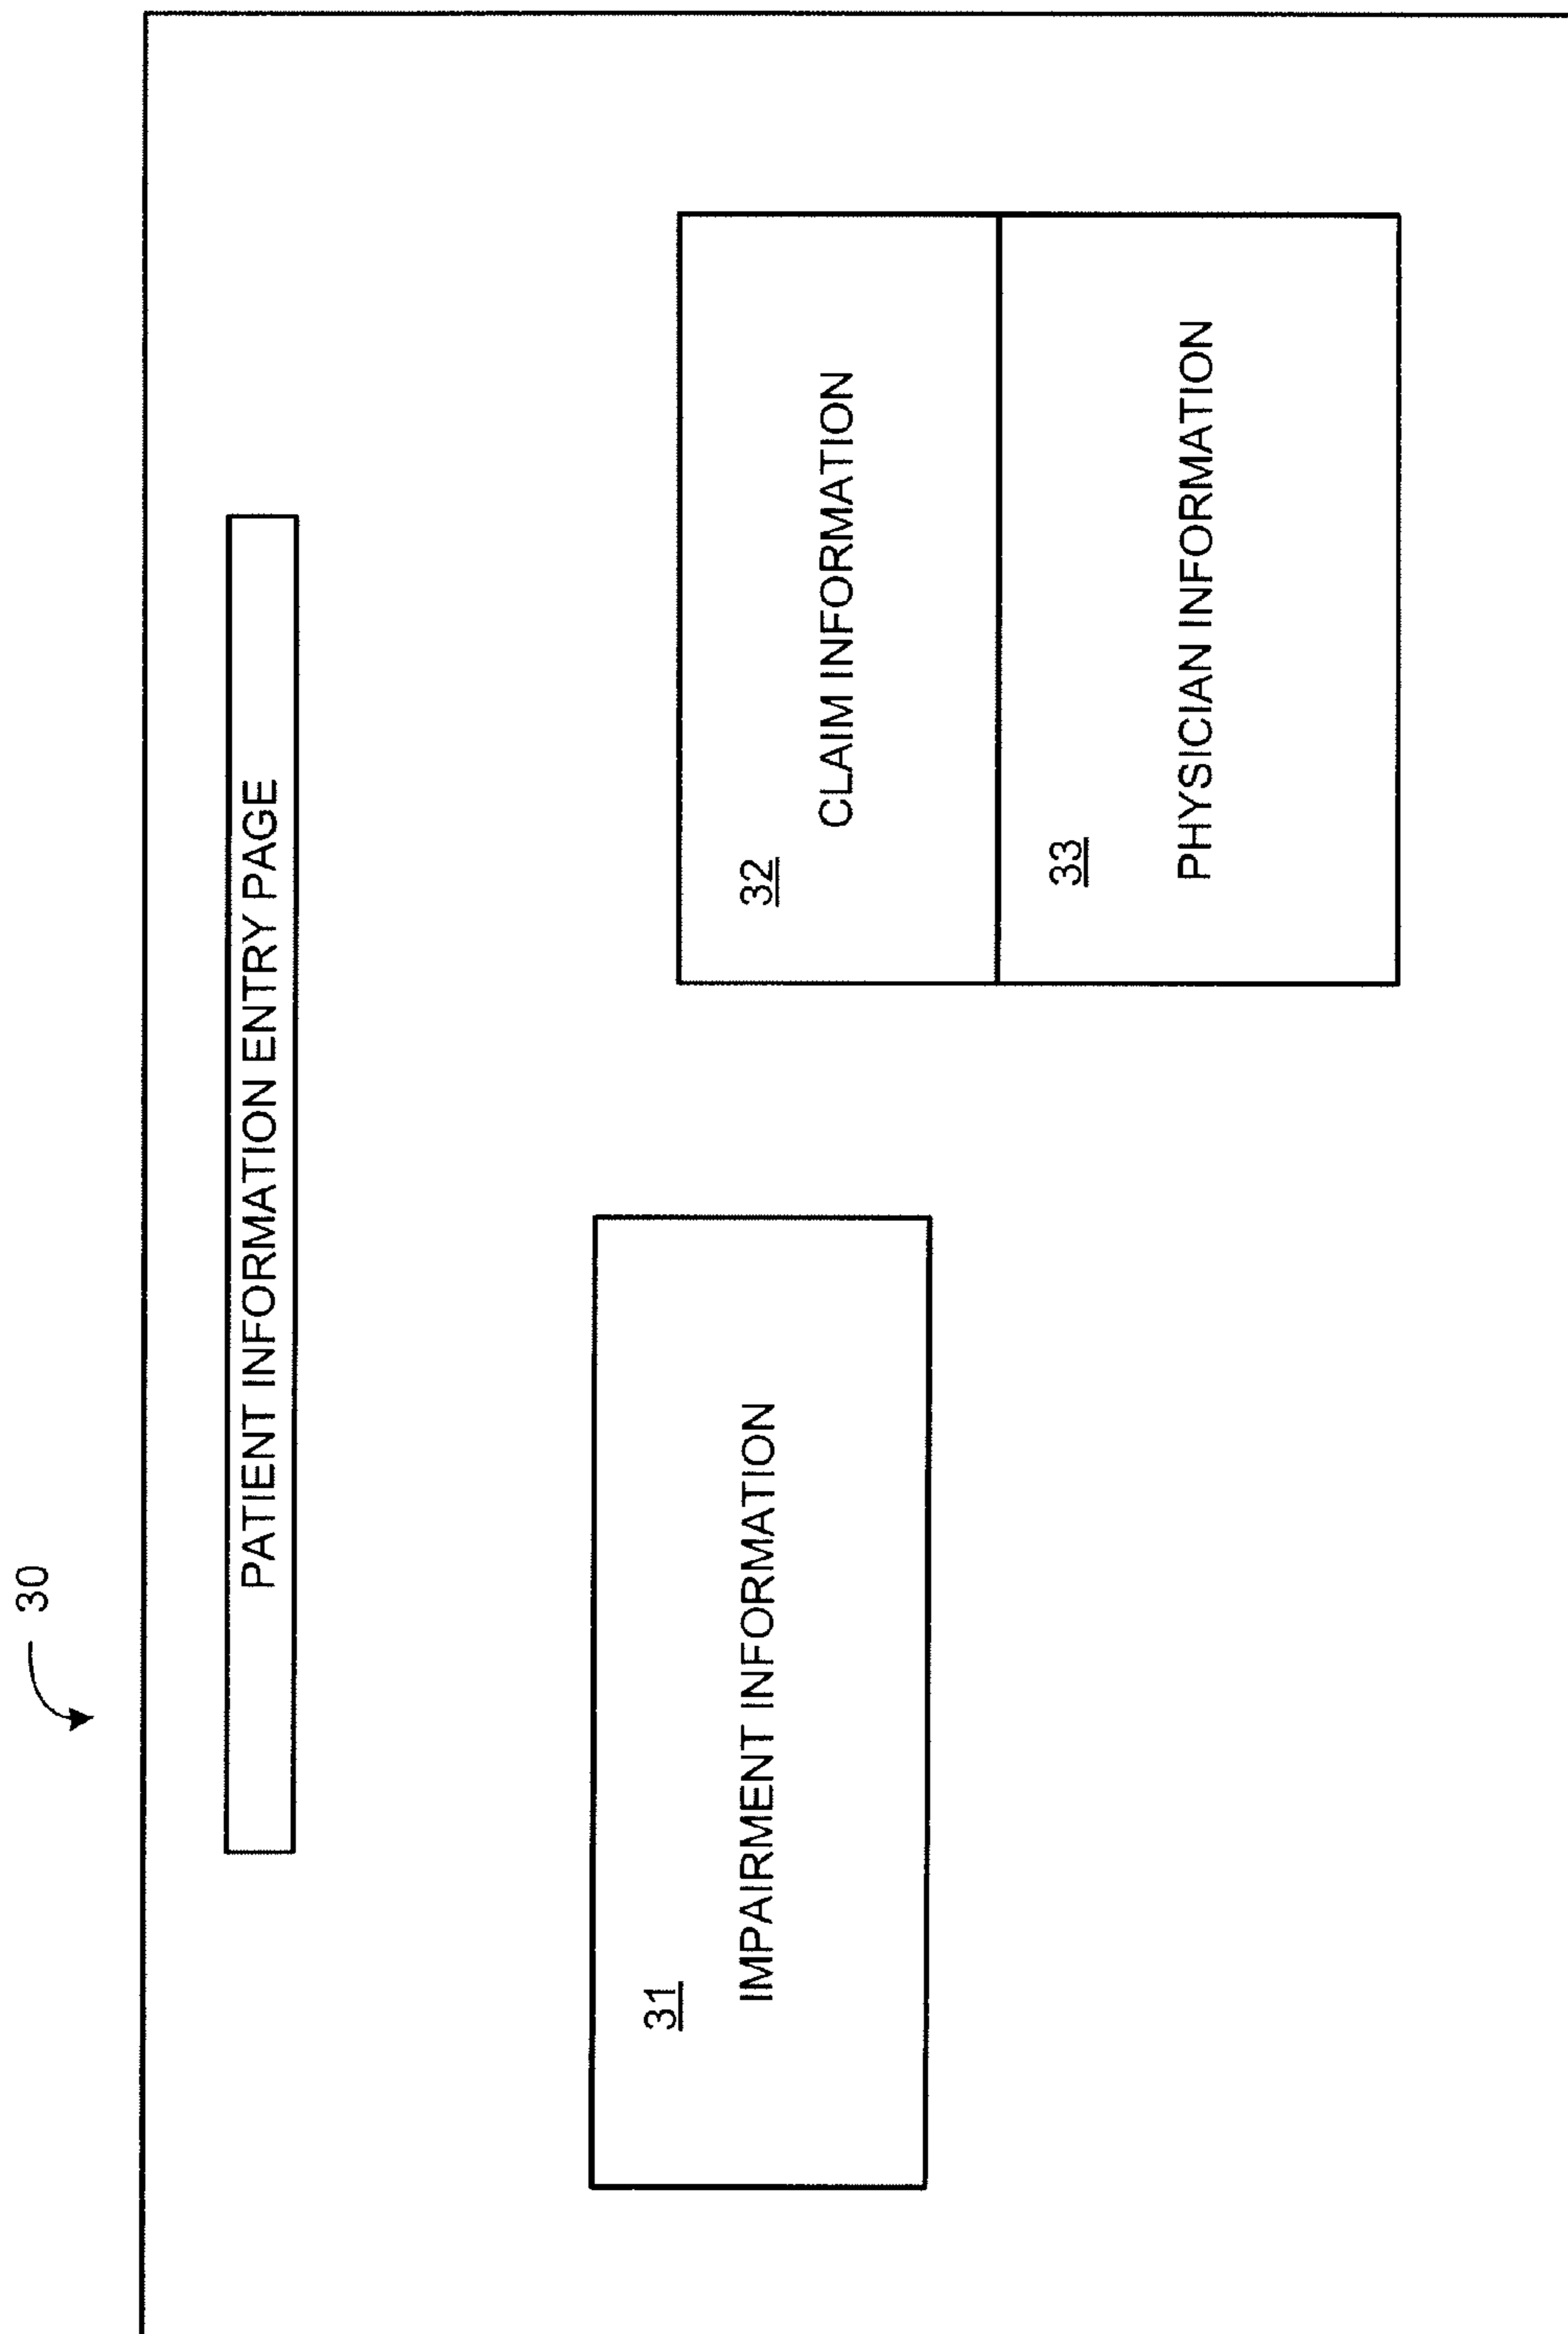 30
PATIENT INFORMATION ENTRY PAGE
31
IMPAIRMENT INFORMATION
32
CLAIM INFORMATION
33
PHYSICIAN INFORMATION